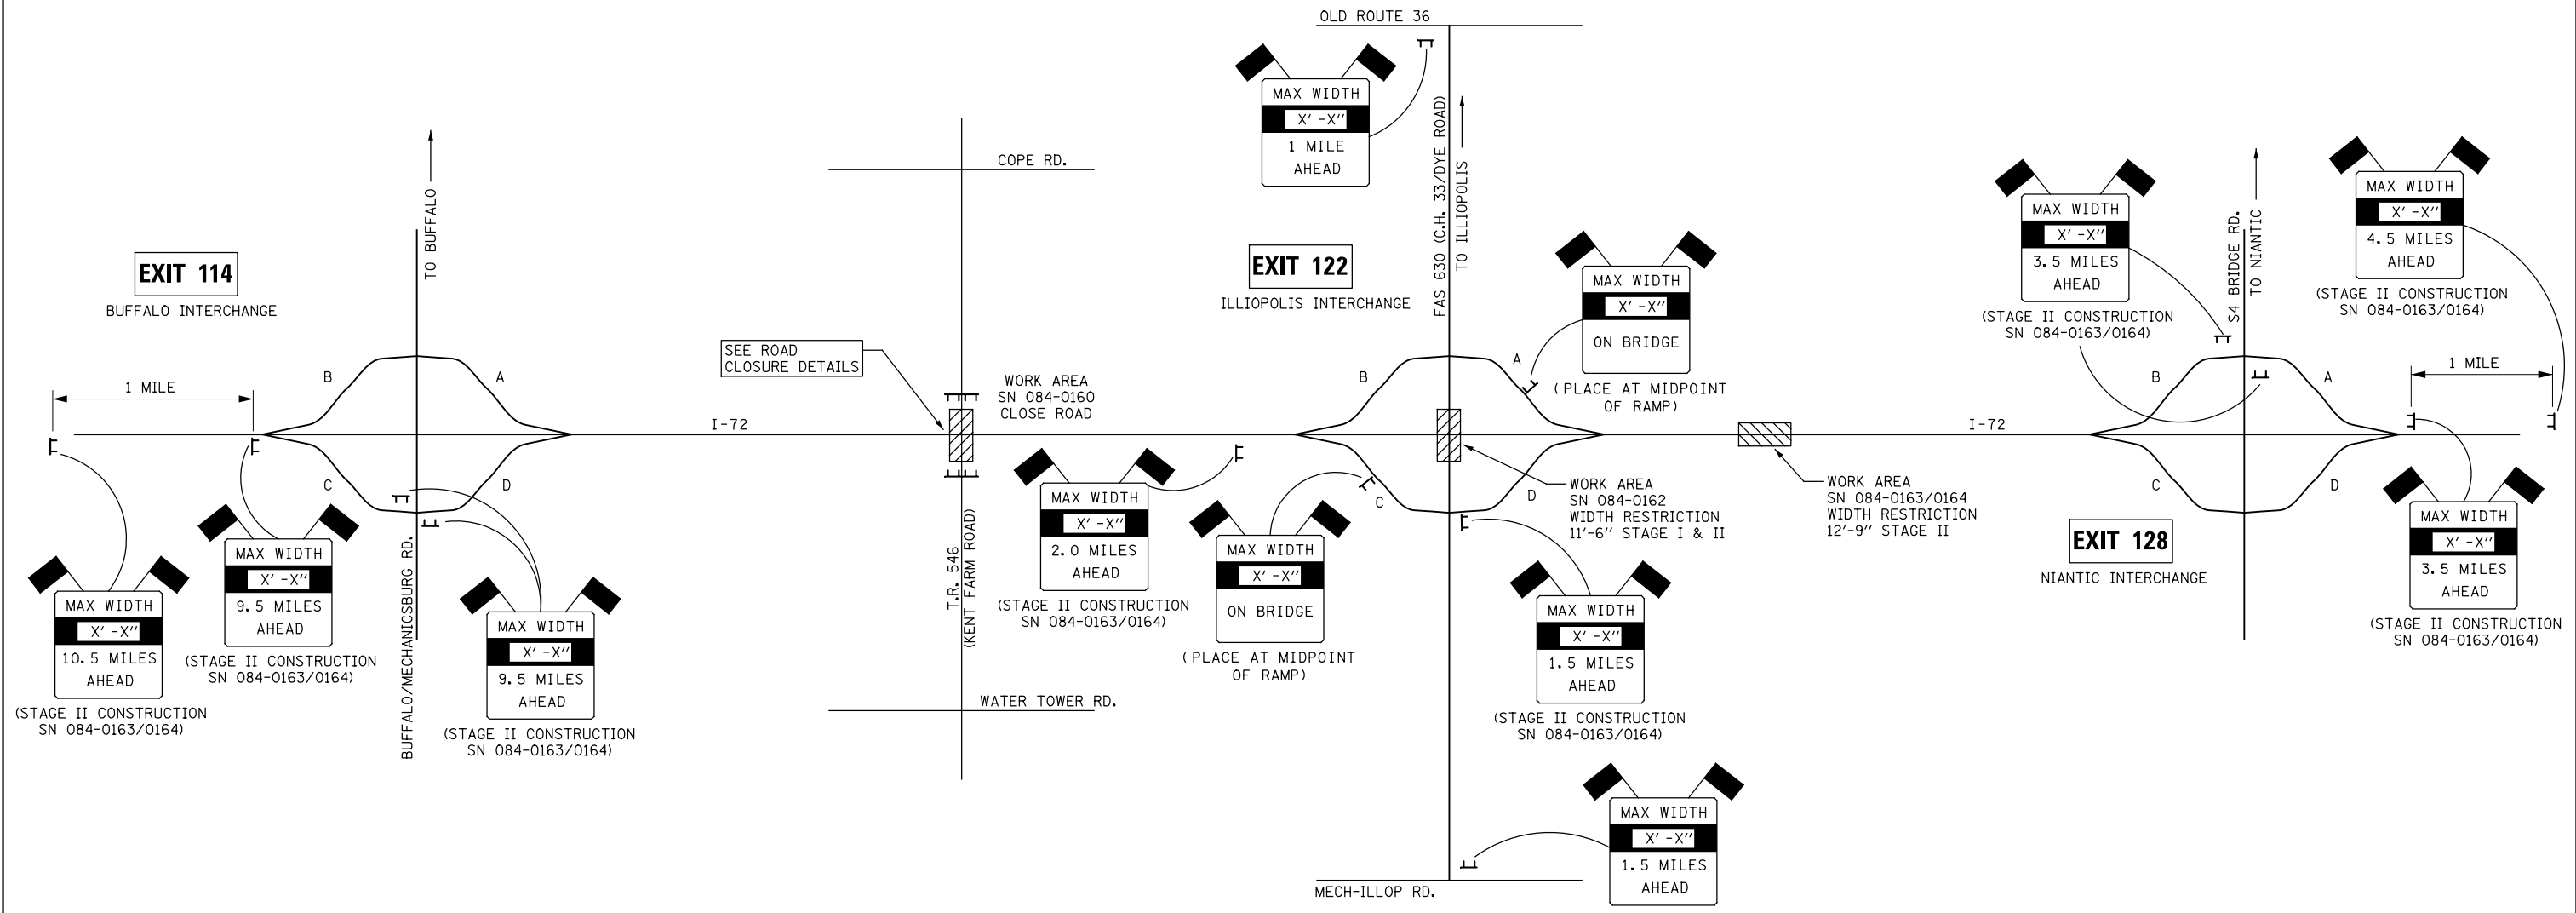 OLD ROUTE 36
MAX WIDTH
X'-X"
1 MILE
AHEAD
FAS 630 (C.H. 33/DYE ROAD)
TO ILLIOPOLIS
COPE RD.
TO BUFFALO
EXIT 114
BUFFALO INTERCHANGE
EXIT 122
ILLIOPOLIS INTERCHANGE
MAX WIDTH
X'-X"
ON BRIDGE
(PLACE AT MIDPOINT
OF RAMP)
MAX WIDTH
X'-X"
3.5 MILES
AHEAD
(STAGE II CONSTRUCTION
SN 084-0163/0164)
S4 BRIDGE RD.
TO NIANTIC
MAX WIDTH
X'-X"
4.5 MILES
AHEAD
(STAGE II CONSTRUCTION
SN 084-0163/0164)
1 MILE
B
A
C
D
SEE ROAD
CLOSURE DETAILS
I-72
WORK AREA
SN 084-0160
CLOSE ROAD
B
A
C
D
I-72
B
A
C
D
1 MILE
WORK AREA
SN 084-0162
WIDTH RESTRICTION
11'-6" STAGE I & II
WORK AREA
SN 084-0163/0164
WIDTH RESTRICTION
12'-9" STAGE II
EXIT 128
NIANTIC INTERCHANGE
MAX WIDTH
X'-X"
10.5 MILES
AHEAD
(STAGE II CONSTRUCTION
SN 084-0163/0164)
MAX WIDTH
X'-X"
9.5 MILES
AHEAD
(STAGE II CONSTRUCTION
SN 084-0163/0164)
BUFFALO/MECHANICSBURG RD.
MAX WIDTH
X'-X"
9.5 MILES
AHEAD
(STAGE II CONSTRUCTION
SN 084-0163/0164)
T.R. 546
(KENT FARM ROAD)
WATER TOWER RD.
MAX WIDTH
X'-X"
2.0 MILES
AHEAD
(STAGE II CONSTRUCTION
SN 084-0163/0164)
MAX WIDTH
X'-X"
ON BRIDGE
(PLACE AT MIDPOINT
OF RAMP)
MAX WIDTH
X'-X"
1.5 MILES
AHEAD
(STAGE II CONSTRUCTION
SN 084-0163/0164)
MAX WIDTH
X'-X"
3.5 MILES
AHEAD
(STAGE II CONSTRUCTION
SN 084-0163/0164)
MAX WIDTH
X'-X"
1.5 MILES
AHEAD
MECH-ILLOP RD.